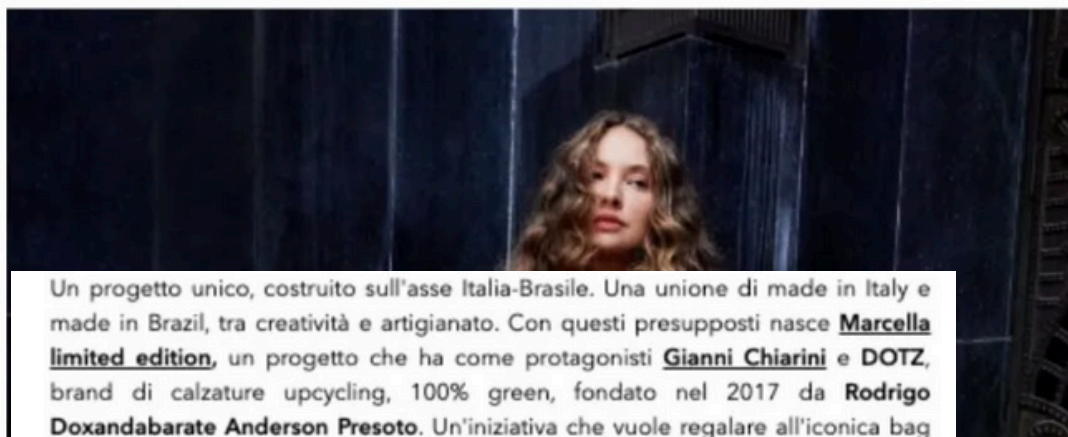 Un progetto unico, costruito sull'asse Italia-Brasile. Una unione di made in Italy e
made in Brazil, tra creatività e artigianato. Con questi presupposti nasce Marcella
limited edition, un progetto che ha come protagonisti Gianni Chiarini e DOTZ,
brand di calzature upcycling, 100% green, fondato nel 2017 da Rodrigo
Doxandabarate Anderson Presoto. Un'iniziativa che vuole regalare all'iconica bag